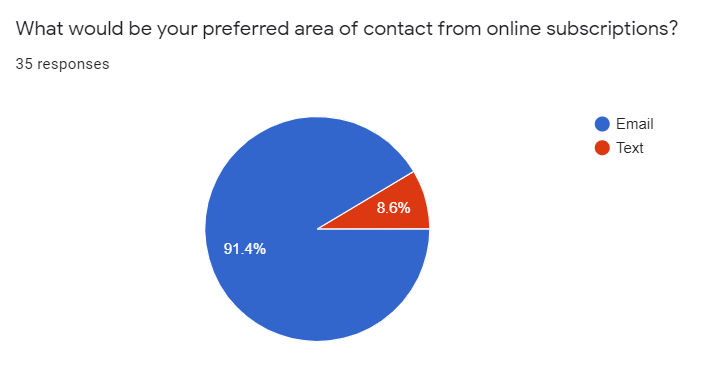 What would be your preferred area of contact from online subscriptions?
35 responses
Email
Text
8.6%
91.4%